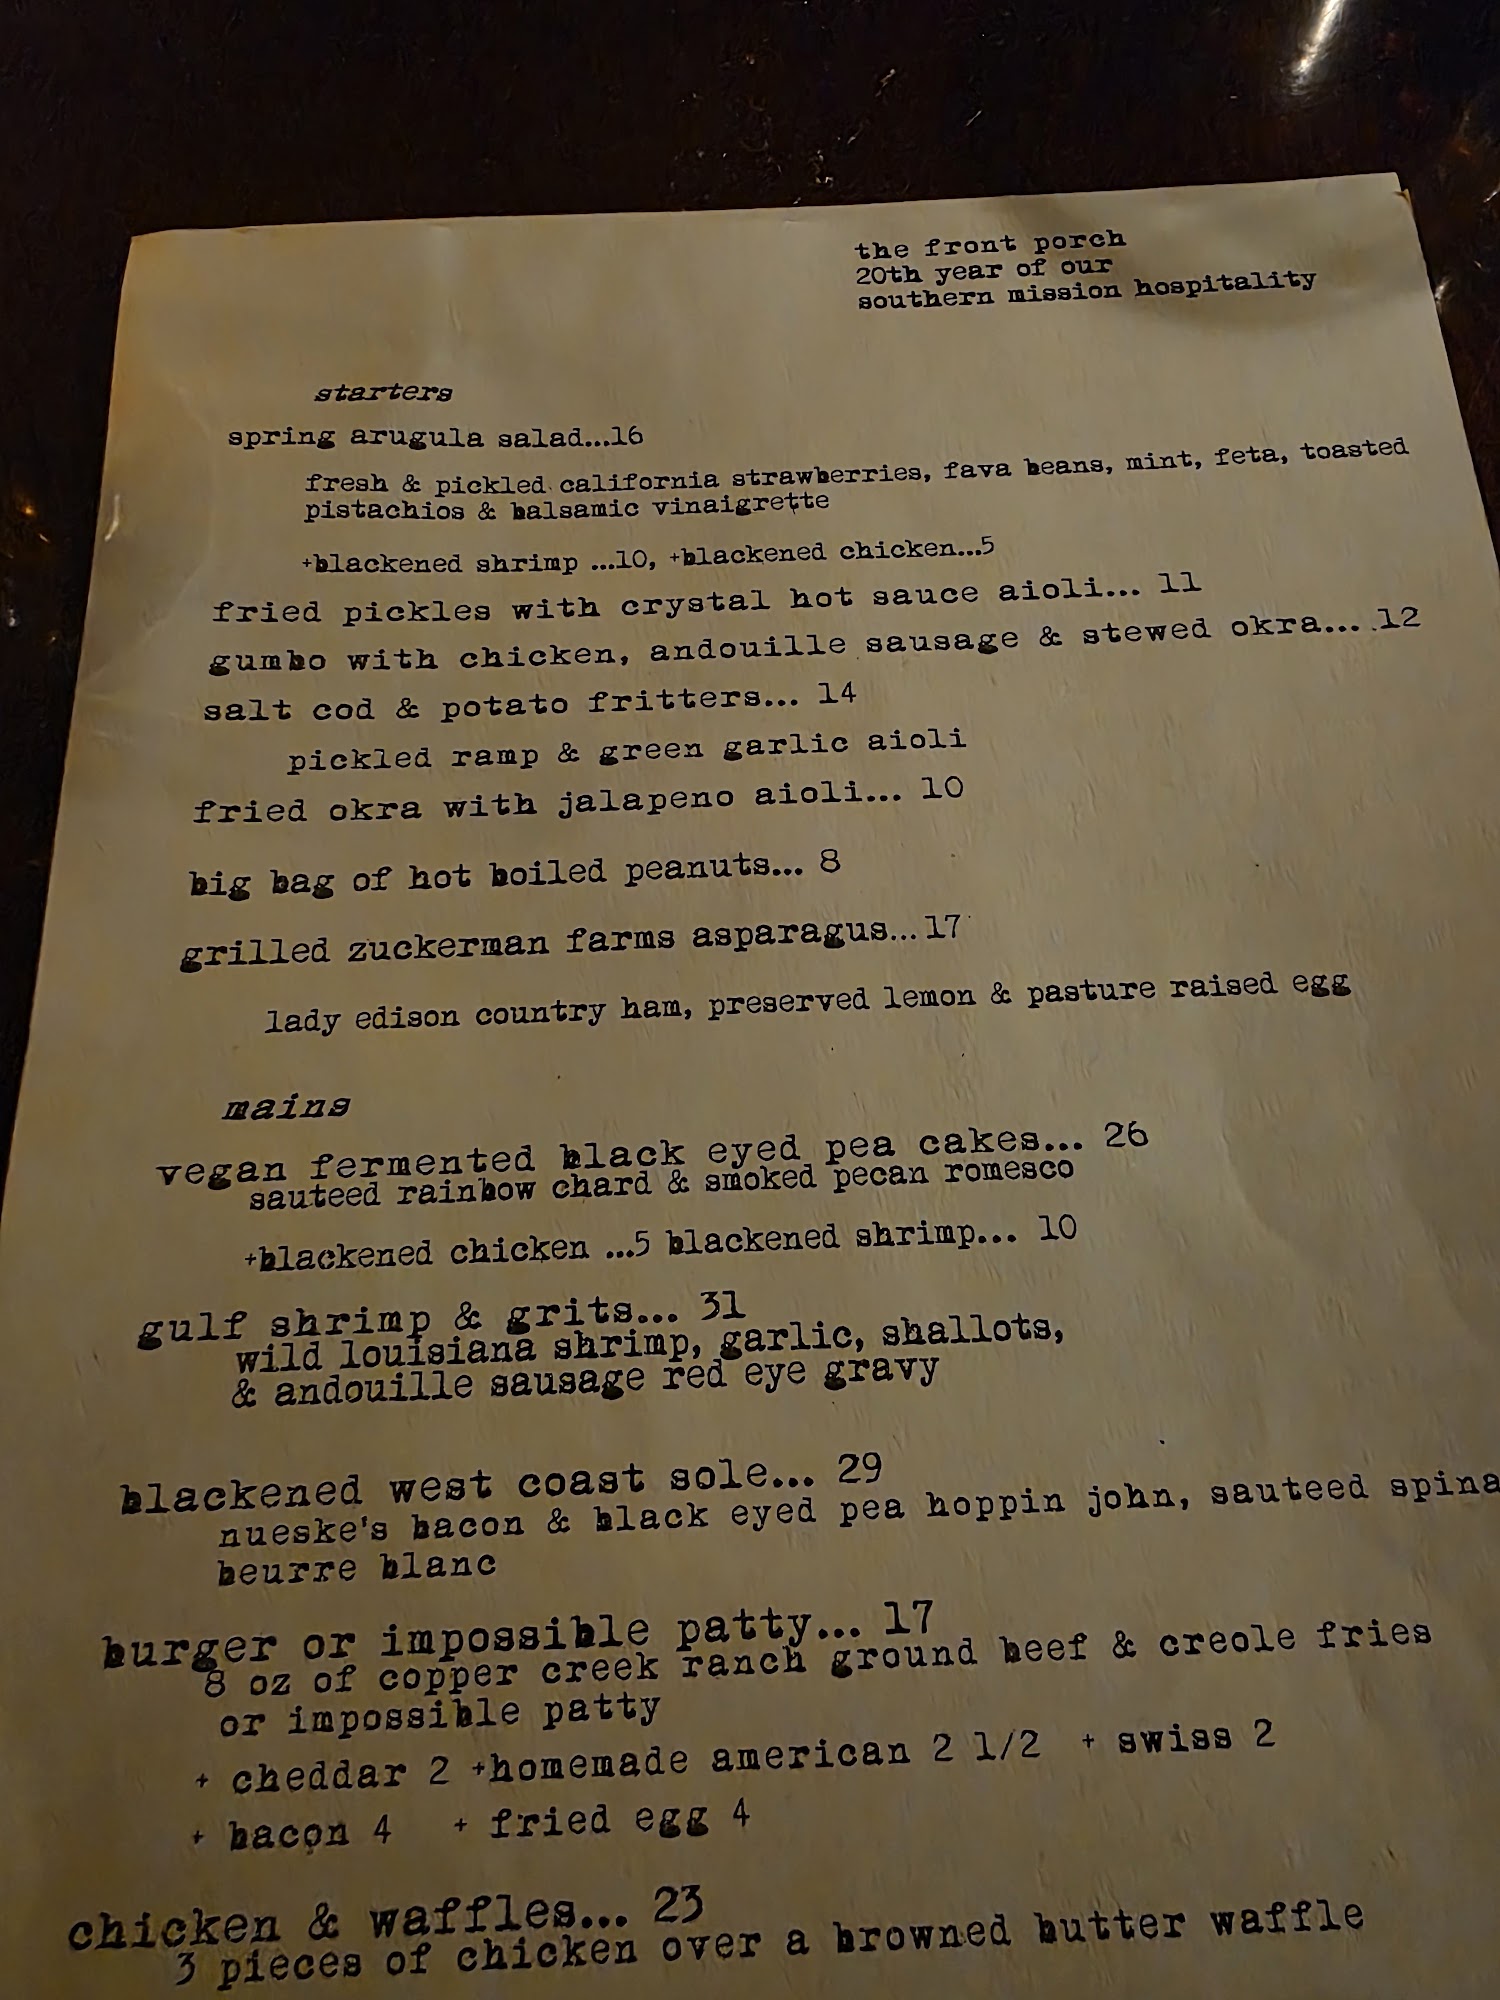 the front porch
20th year of our
southern mission hospitality
starters
spring arugula salad...16
fresh & pickled california strawberries, fava beans, mint, feta, toasted
pistachios & balsamic vinaigrette
+blackened shrimp ...10, +blackened chicken...5
fried pickles with crystal hot sauce aioli... 11
gumbo with chicken, andouille sausage & stewed okra... 12
salt cod & potato fritters... 14
pickled ramp & green garlic aioli
fried okra with jalapeno aioli... 10
big bag of hot boiled peanuts... 8
grilled zuckerman farms asparagus...17
lady edison country ham, preserved lemon & pasture raised egg
mains
vegan fermented black eyed pea cakes... 26
sauteed rainbow chard & smoked pecan romesco
+blackened chicken ...5 blackened shrimp... 10
gulf shrimp & grits... 31
wild louisiana shrimp, garlic, shallots,
& andouille sausage red eye gravy
blackened west coast sole... 29
nueske's bacon & black eyed pea hoppin john, sauteed spina
beurre blanc
burger or impossible patty... 17
8 oz of copper creek ranch ground beef & creole fries
or impossible patty
+ cheddar 2 +homemade american 2 1/2 + swiss 2
+ bacon 4 + fried egg 4
chicken & waffles... 23
3 pieces of chicken over a browned butter waffle